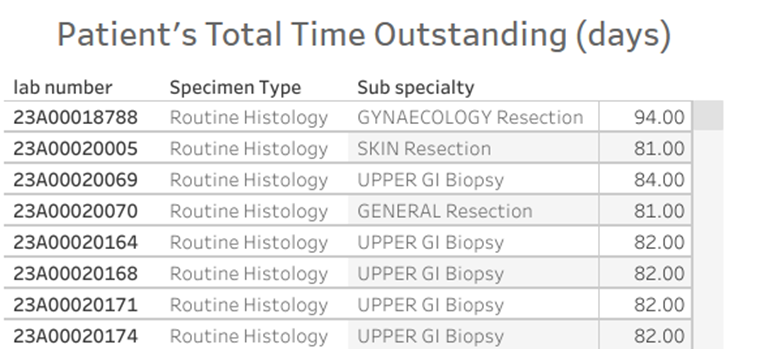 Patient's Total Time Outstanding (days)
lab number Specimen Type Sub specialty
23A00018788 Routine Histology GYNAECOLOGY Resection 94.00
23A00020005 Routine Histology SKIN Resection 81.00
23A00020069 Routine Histology UPPER GI Biopsy 84.00
23A00020070 Routine Histology GENERAL Resection 81.00
23A00020164 Routine Histology UPPER GI Biopsy 82.00
23A00020168 Routine Histology UPPER GI Biopsy 82.00
23A00020171 Routine Histology UPPER GI Biopsy 82.00
23A00020174 Routine Histology UPPER GI Biopsy 82.00